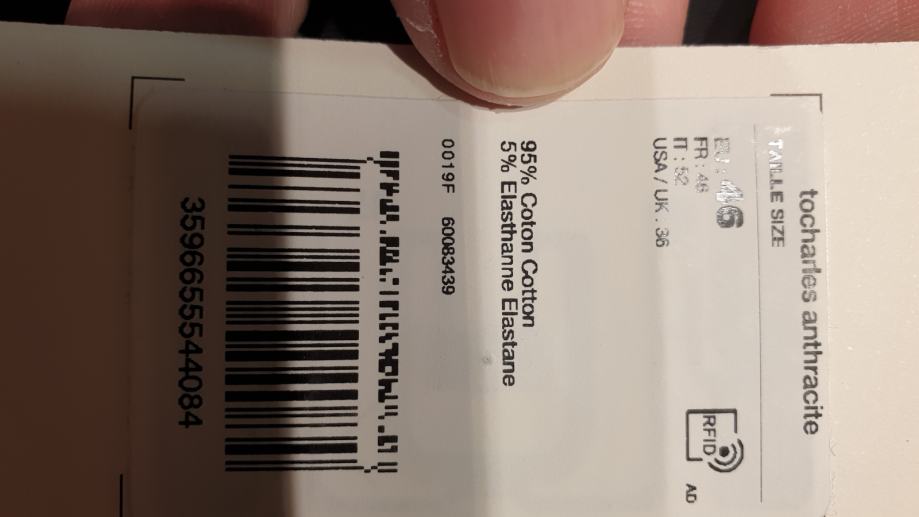 tocharles anthracite
TAILLE SIZE
EU : 46
FR : 46
IT : 52
USA / UK : 36
RFID
AD
95% Coton Cotton
5% Elasthanne Elastane
0019F 60083439
3596655544084